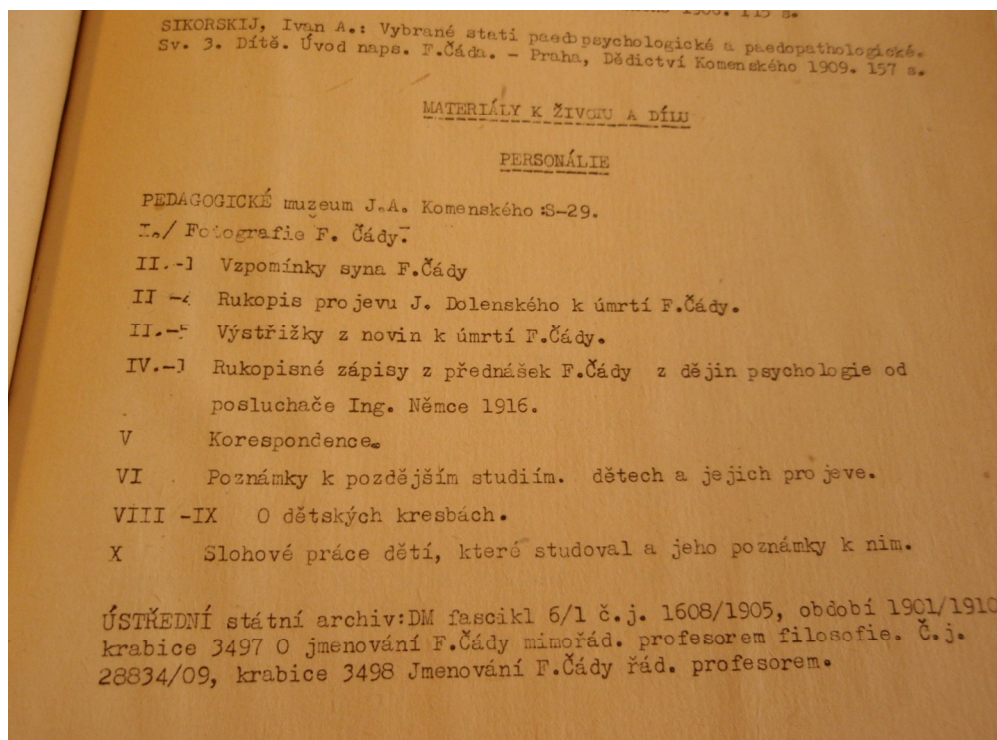 1908. 115 s.
SIKORSKIJ, Ivan A.: Vybrané stati paedopsychologické a paedopathologické.
Sv. 3. Dítě. Úvod naps. F.Čáda. - Praha, Dědictví Komenského 1909. 157 s.
MATERIÁLY K ŽIVOTU A DÍLU
PERSONÁLIE
PEDAGOGICKÉ muzeum J.A. Komenského:S-29.
I./ Fotografie F. Čády.
II.-1 Vzpomínky syna F.Čády
II - Rukopis projevu J. Dolenského k úmrtí F.Čády.
II.-5 Výstřižky z novin k úmrtí F.Čády.
IV.-1 Rukopisné zápisy z přednášek F.Čády z dějin psychologie od
posluchače Ing. Němce 1916.
V Korespondence.
VI Poznámky k pozdějším studiím. dětech a jejich projeve.
VIII -IX O dětských kresbách.
X Slohové práce dětí, které studoval a jeho poznámky k nim.
ÚSTŘEDNÍ státní archiv:DM fascikl 6/1 č.j. 1608/1905, období 1901/1910
krabice 3497 O jmenování F.Čády mimořád. profesorem filosofie. Č.j.
28834/09, krabice 3498 Jmenování F.Čády řád. profesorem.